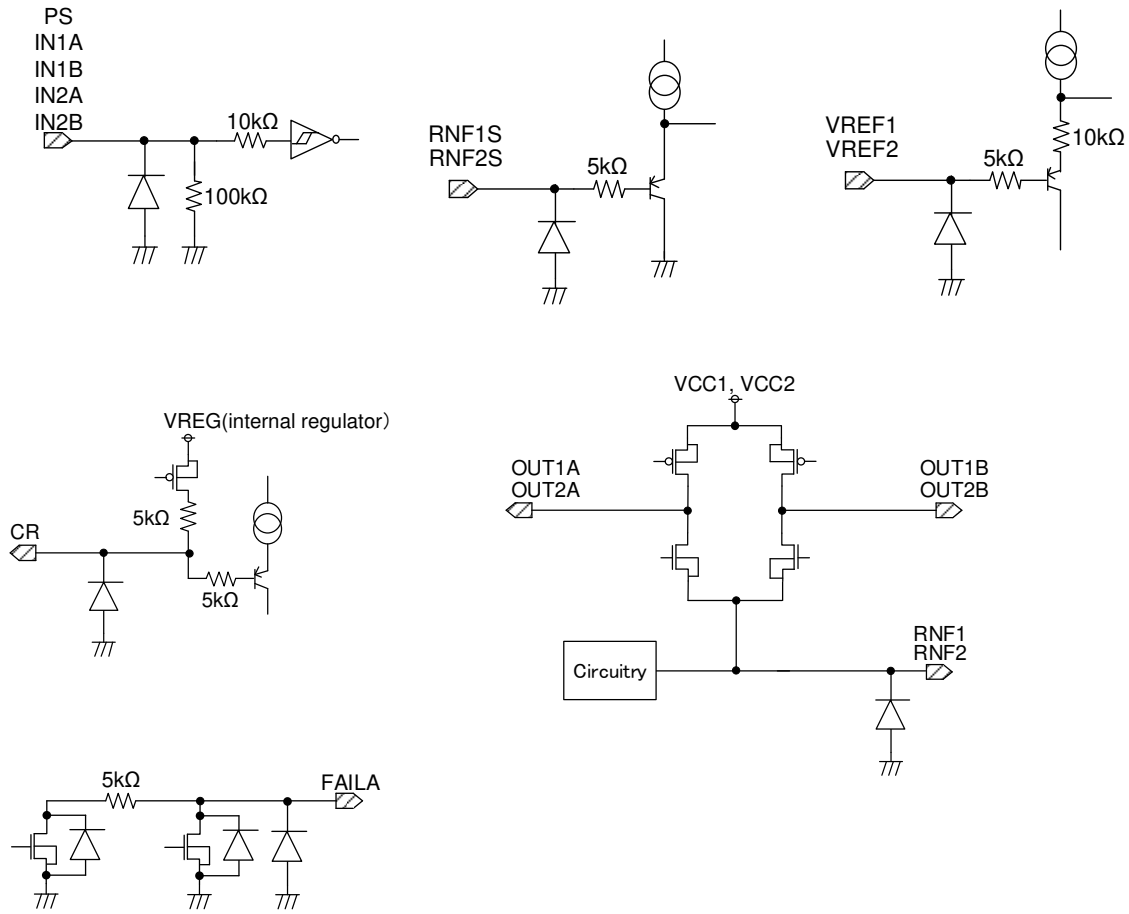 PS
IN1A
IN1B
IN2A
IN2B
10kΩ
100kΩ
RNF1S
RNF2S
5kΩ
VREF1
VREF2
5kΩ
10kΩ
VREG(internal regulator）
5kΩ
CR
5kΩ
VCC1, VCC2
OUT1A
OUT2A
OUT1B
OUT2B
RNF1
RNF2
Circuitry
5kΩ
FAILA